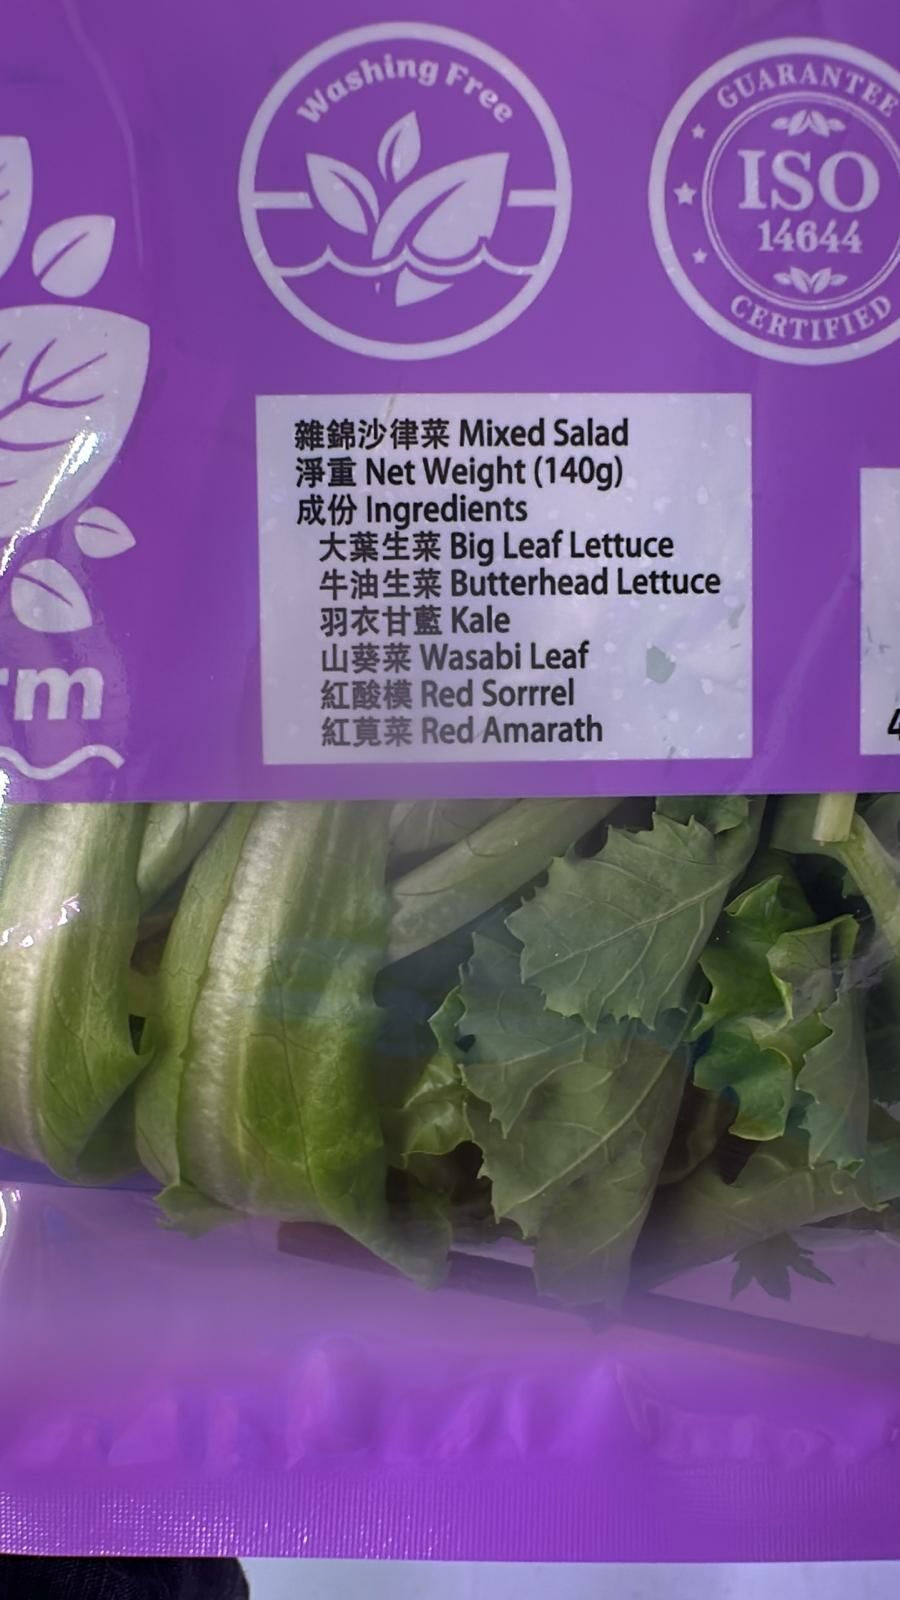 Washing Free
GUARANTEE
ISO
14644
CERTIFIED
雜錦沙律菜 Mixed Salad
淨重 Net Weight (140g)
成份 Ingredients
大葉生菜 Big Leaf Lettuce
牛油生菜 Butterhead Lettuce
羽衣甘藍 Kale
山葵菜 Wasabi Leaf
紅酸模 Red Sorrrel
紅莧菜 Red Amarath
rm
4